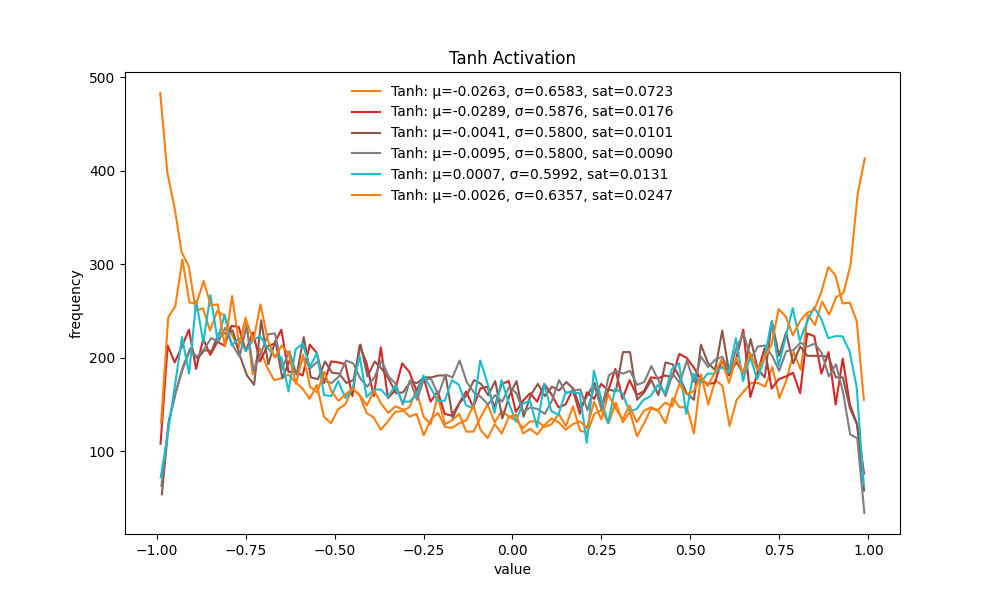 Tanh Activation
500
400
300
200
100
frequency
Tanh: μ=-0.0263, σ=0.6583, sat=0.0723
Tanh: μ=-0.0289, σ=0.5876, sat=0.0176
Tanh: μ=-0.0041, σ=0.5800, sat=0.0101
Tanh: μ=-0.0095, σ=0.5800, sat=0.0090
Tanh: μ=0.0007, σ=0.5992, sat=0.0131
Tanh: μ=-0.0026, σ=0.6357, sat=0.0247
−1.00 −0.75 −0.50 −0.25 0.00 0.25 0.50 0.75 1.00
value